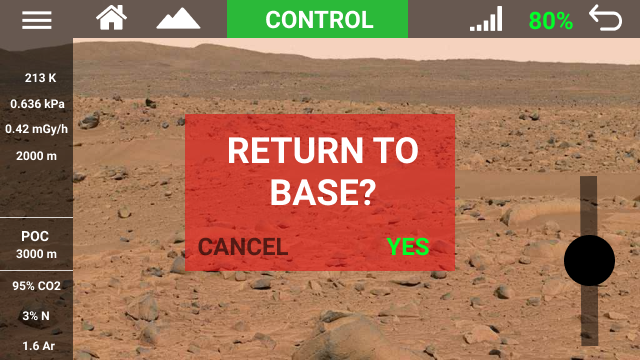 CONTROL
80%
213 K
0.636 kPa
0.42 mGy/h
2000 m
POC
3000 m
95% CO2
3% N
1.6 Ar
RETURN TO
BASE?
CANCEL YES